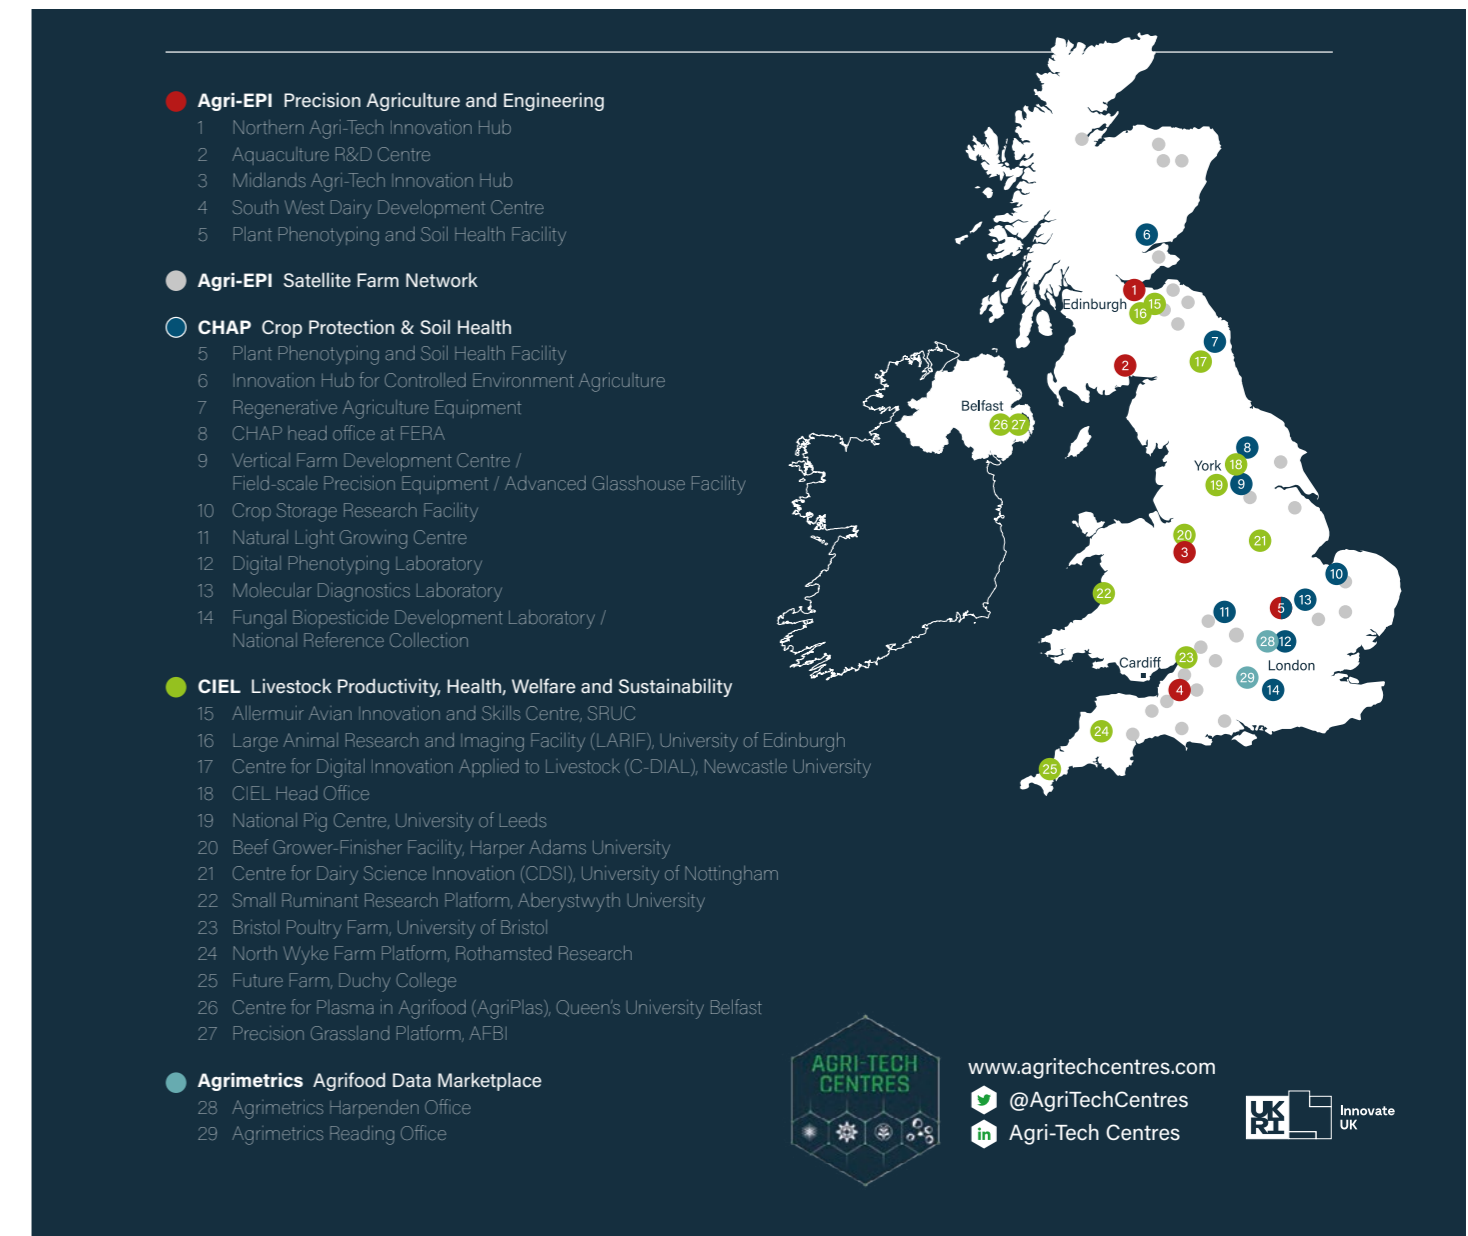 Agri-EPI Precision Agriculture and Engineering
1 Northern Agri-Tech Innovation Hub
2 Aquaculture R&D Centre
3 Midlands Agri-Tech Innovation Hub
4 South West Dairy Development Centre
5 Plant Phenotyping and Soil Health Facility
Agri-EPI Satellite Farm Network
CHAP Crop Protection & Soil Health
5 Plant Phenotyping and Soil Health Facility
6 Innovation Hub for Controlled Environment Agriculture
7 Regenerative Agriculture Equipment
8 CHAP head office at FERA
9 Vertical Farm Development Centre /
Field-scale Precision Equipment / Advanced Glasshouse Facility
10 Crop Storage Research Facility
11 Natural Light Growing Centre
12 Digital Phenotyping Laboratory
13 Molecular Diagnostics Laboratory
14 Fungal Biopesticide Development Laboratory /
National Reference Collection
CIEL Livestock Productivity, Health, Welfare and Sustainability
15 Allermuir Avian Innovation and Skills Centre, SRUC
16 Large Animal Research and Imaging Facility (LARIF), University of Edinburgh
17 Centre for Digital Innovation Applied to Livestock (C-DIAL), Newcastle University
18 CIEL Head Office
19 National Pig Centre, University of Leeds
20 Beef Grower-Finisher Facility, Harper Adams University
21 Centre for Dairy Science Innovation (CDSI), University of Nottingham
22 Small Ruminant Research Platform, Aberystwyth University
23 Bristol Poultry Farm, University of Bristol
24 North Wyke Farm Platform, Rothamsted Research
25 Future Farm, Duchy College
26 Centre for Plasma in Agrifood (AgriPlas), Queen's University Belfast
27 Precision Grassland Platform, AFBI
Agrimetrics Agrifood Data Marketplace
28 Agrimetrics Harpenden Office
29 Agrimetrics Reading Office
6
1
Edinburgh 15
16
7
2
17
Belfast
26 27
8
York 18
19 9
20
3
21
10
22
11
5
13
28 12
Cardiff
23
London
29
4
14
24
25
AGRI-TECH
CENTRES
www.agritechcentres.com
@AgriTechCentres
in Agri-Tech Centres
UK
RI
Innovate
UK